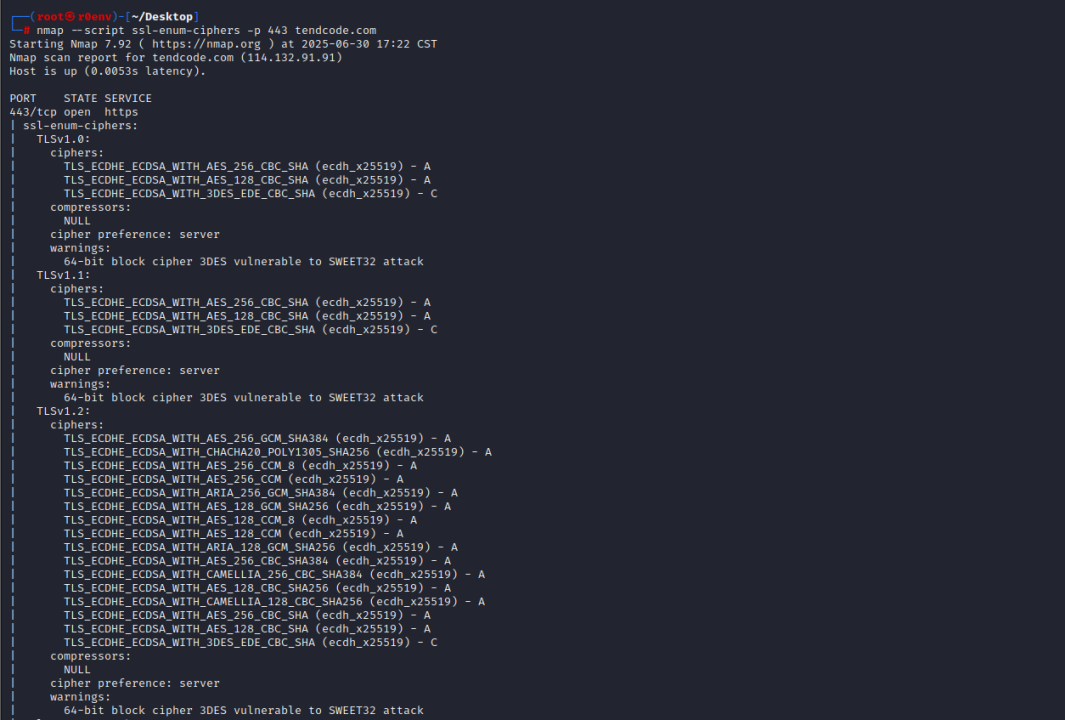 ┌──(root㉿r0env)-[~/Desktop]
└─# nmap --script ssl-enum-ciphers -p 443 tendcode.com
Starting Nmap 7.92 ( https://nmap.org ) at 2025-06-30 17:22 CST
Nmap scan report for tendcode.com (114.132.91.91)
Host is up (0.0053s latency).

PORT    STATE SERVICE
443/tcp open  https
| ssl-enum-ciphers:
|   TLSv1.0:
|     ciphers:
|       TLS_ECDHE_ECDSA_WITH_AES_256_CBC_SHA (ecdh_x25519) - A
|       TLS_ECDHE_ECDSA_WITH_AES_128_CBC_SHA (ecdh_x25519) - A
|       TLS_ECDHE_ECDSA_WITH_3DES_EDE_CBC_SHA (ecdh_x25519) - C
|     compressors:
|       NULL
|     cipher preference: server
|     warnings:
|       64-bit block cipher 3DES vulnerable to SWEET32 attack
|   TLSv1.1:
|     ciphers:
|       TLS_ECDHE_ECDSA_WITH_AES_256_CBC_SHA (ecdh_x25519) - A
|       TLS_ECDHE_ECDSA_WITH_AES_128_CBC_SHA (ecdh_x25519) - A
|       TLS_ECDHE_ECDSA_WITH_3DES_EDE_CBC_SHA (ecdh_x25519) - C
|     compressors:
|       NULL
|     cipher preference: server
|     warnings:
|       64-bit block cipher 3DES vulnerable to SWEET32 attack
|   TLSv1.2:
|     ciphers:
|       TLS_ECDHE_ECDSA_WITH_AES_256_GCM_SHA384 (ecdh_x25519) - A
|       TLS_ECDHE_ECDSA_WITH_CHACHA20_POLY1305_SHA256 (ecdh_x25519) - A
|       TLS_ECDHE_ECDSA_WITH_AES_256_CCM_8 (ecdh_x25519) - A
|       TLS_ECDHE_ECDSA_WITH_AES_256_CCM (ecdh_x25519) - A
|       TLS_ECDHE_ECDSA_WITH_ARIA_256_GCM_SHA384 (ecdh_x25519) - A
|       TLS_ECDHE_ECDSA_WITH_AES_128_GCM_SHA256 (ecdh_x25519) - A
|       TLS_ECDHE_ECDSA_WITH_AES_128_CCM_8 (ecdh_x25519) - A
|       TLS_ECDHE_ECDSA_WITH_AES_128_CCM (ecdh_x25519) - A
|       TLS_ECDHE_ECDSA_WITH_ARIA_128_GCM_SHA256 (ecdh_x25519) - A
|       TLS_ECDHE_ECDSA_WITH_AES_256_CBC_SHA384 (ecdh_x25519) - A
|       TLS_ECDHE_ECDSA_WITH_CAMELLIA_256_CBC_SHA384 (ecdh_x25519) - A
|       TLS_ECDHE_ECDSA_WITH_AES_128_CBC_SHA256 (ecdh_x25519) - A
|       TLS_ECDHE_ECDSA_WITH_CAMELLIA_128_CBC_SHA256 (ecdh_x25519) - A
|       TLS_ECDHE_ECDSA_WITH_AES_256_CBC_SHA (ecdh_x25519) - A
|       TLS_ECDHE_ECDSA_WITH_AES_128_CBC_SHA (ecdh_x25519) - A
|       TLS_ECDHE_ECDSA_WITH_3DES_EDE_CBC_SHA (ecdh_x25519) - C
|     compressors:
|       NULL
|     cipher preference: server
|     warnings:
|       64-bit block cipher 3DES vulnerable to SWEET32 attack